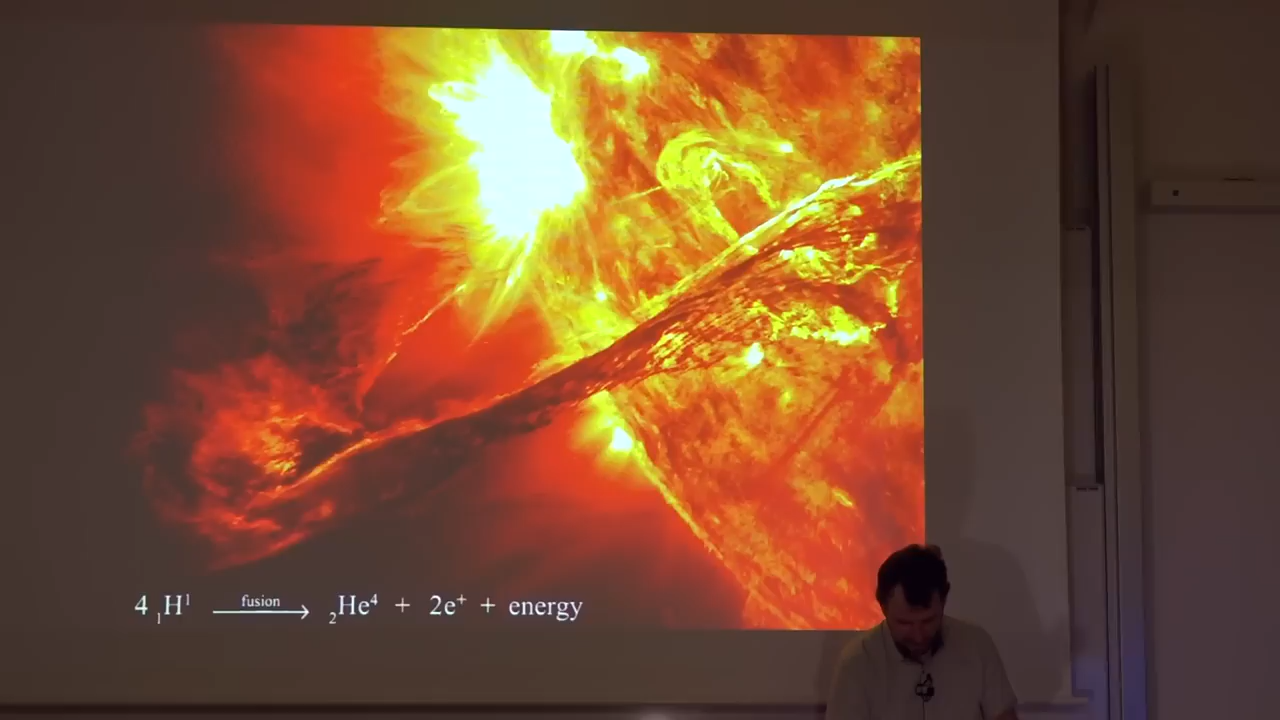 4 ₁H¹ fusion → ₂He⁴ + 2e⁺ + energy